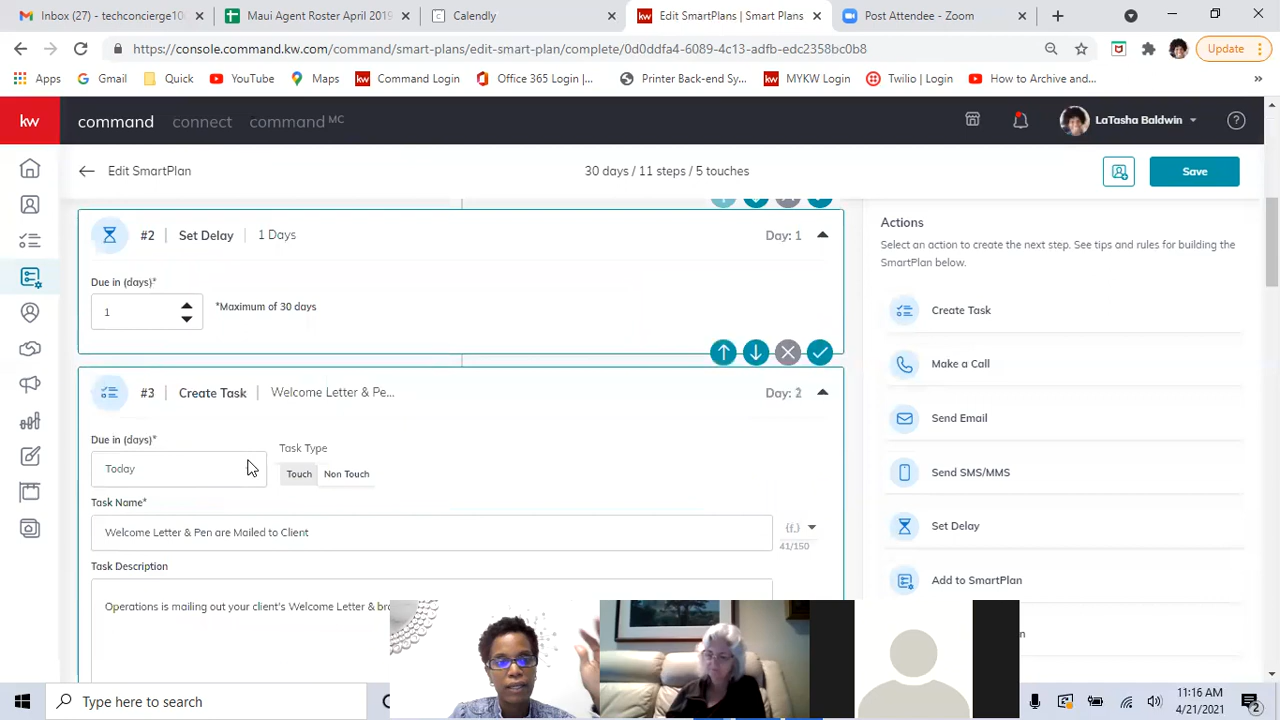 Inbox (98) - techconcierge10
Maui Roster April 2019
Calendly
Edit SmartPlans | Smart Plans
Post Attendee - Zoom
https://console.command.kw.com/command/smart-plans/edit-smart-plan/complete/0d0ddfa4-6089-4c13-adfb-edc2358bc0b8
Update
Apps
Gmail
Quick
YouTube
Maps
Command Login
Office 365 Login |...
Printer Back-end Sy...
MYKW Login
Twilio | Login
How to Archive and...
»
kw
command
connect
command MC
LaTasha Baldwin
Edit SmartPlan
30 days / 11 steps / 5 touches
Save
#2
Set Delay
1 Days
Day: 1
Due in (days)*
1
*Maximum of 30 days
#3
Create Task
Welcome Letter & Pe...
Day: 2
Due in (days)*
Today
Task Type
Touch
Non Touch
Task Name*
Welcome Letter & Pen are Mailed to Client
41/150
Task Description
Operations is mailing out your client's Welcome Letter & bro
Actions
Select an action to create the next step. See tips and rules for building the
SmartPlan below.
Create Task
Make a Call
Send Email
Send SMS/MMS
Set Delay
Add to SmartPlan
Type here to search
11:16 AM
4/21/2021
2